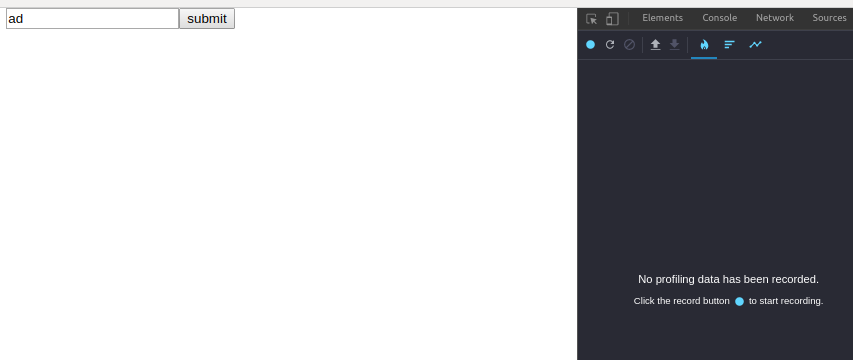 ad submit
Elements Console Network Sources
No profiling data has been recorded.
Click the record button to start recording.